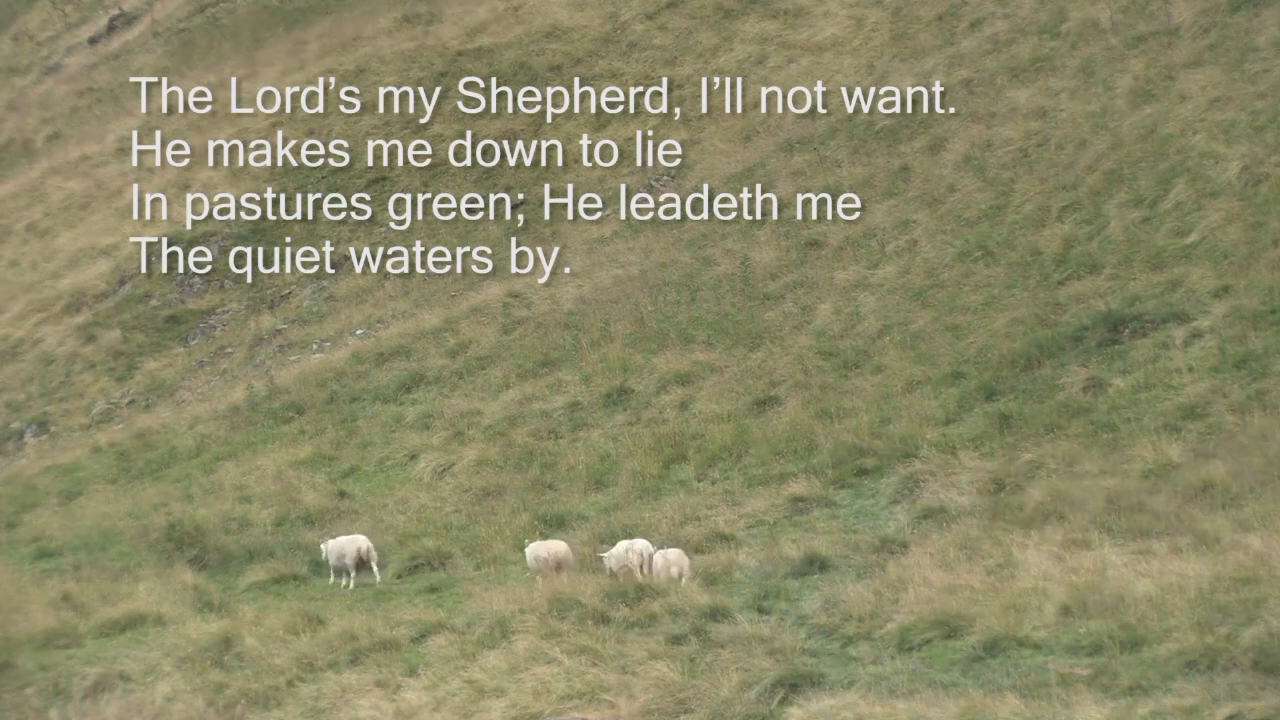 The Lord’s my Shepherd, I’ll not want.
He makes me down to lie
In pastures green; He leadeth me
The quiet waters by.